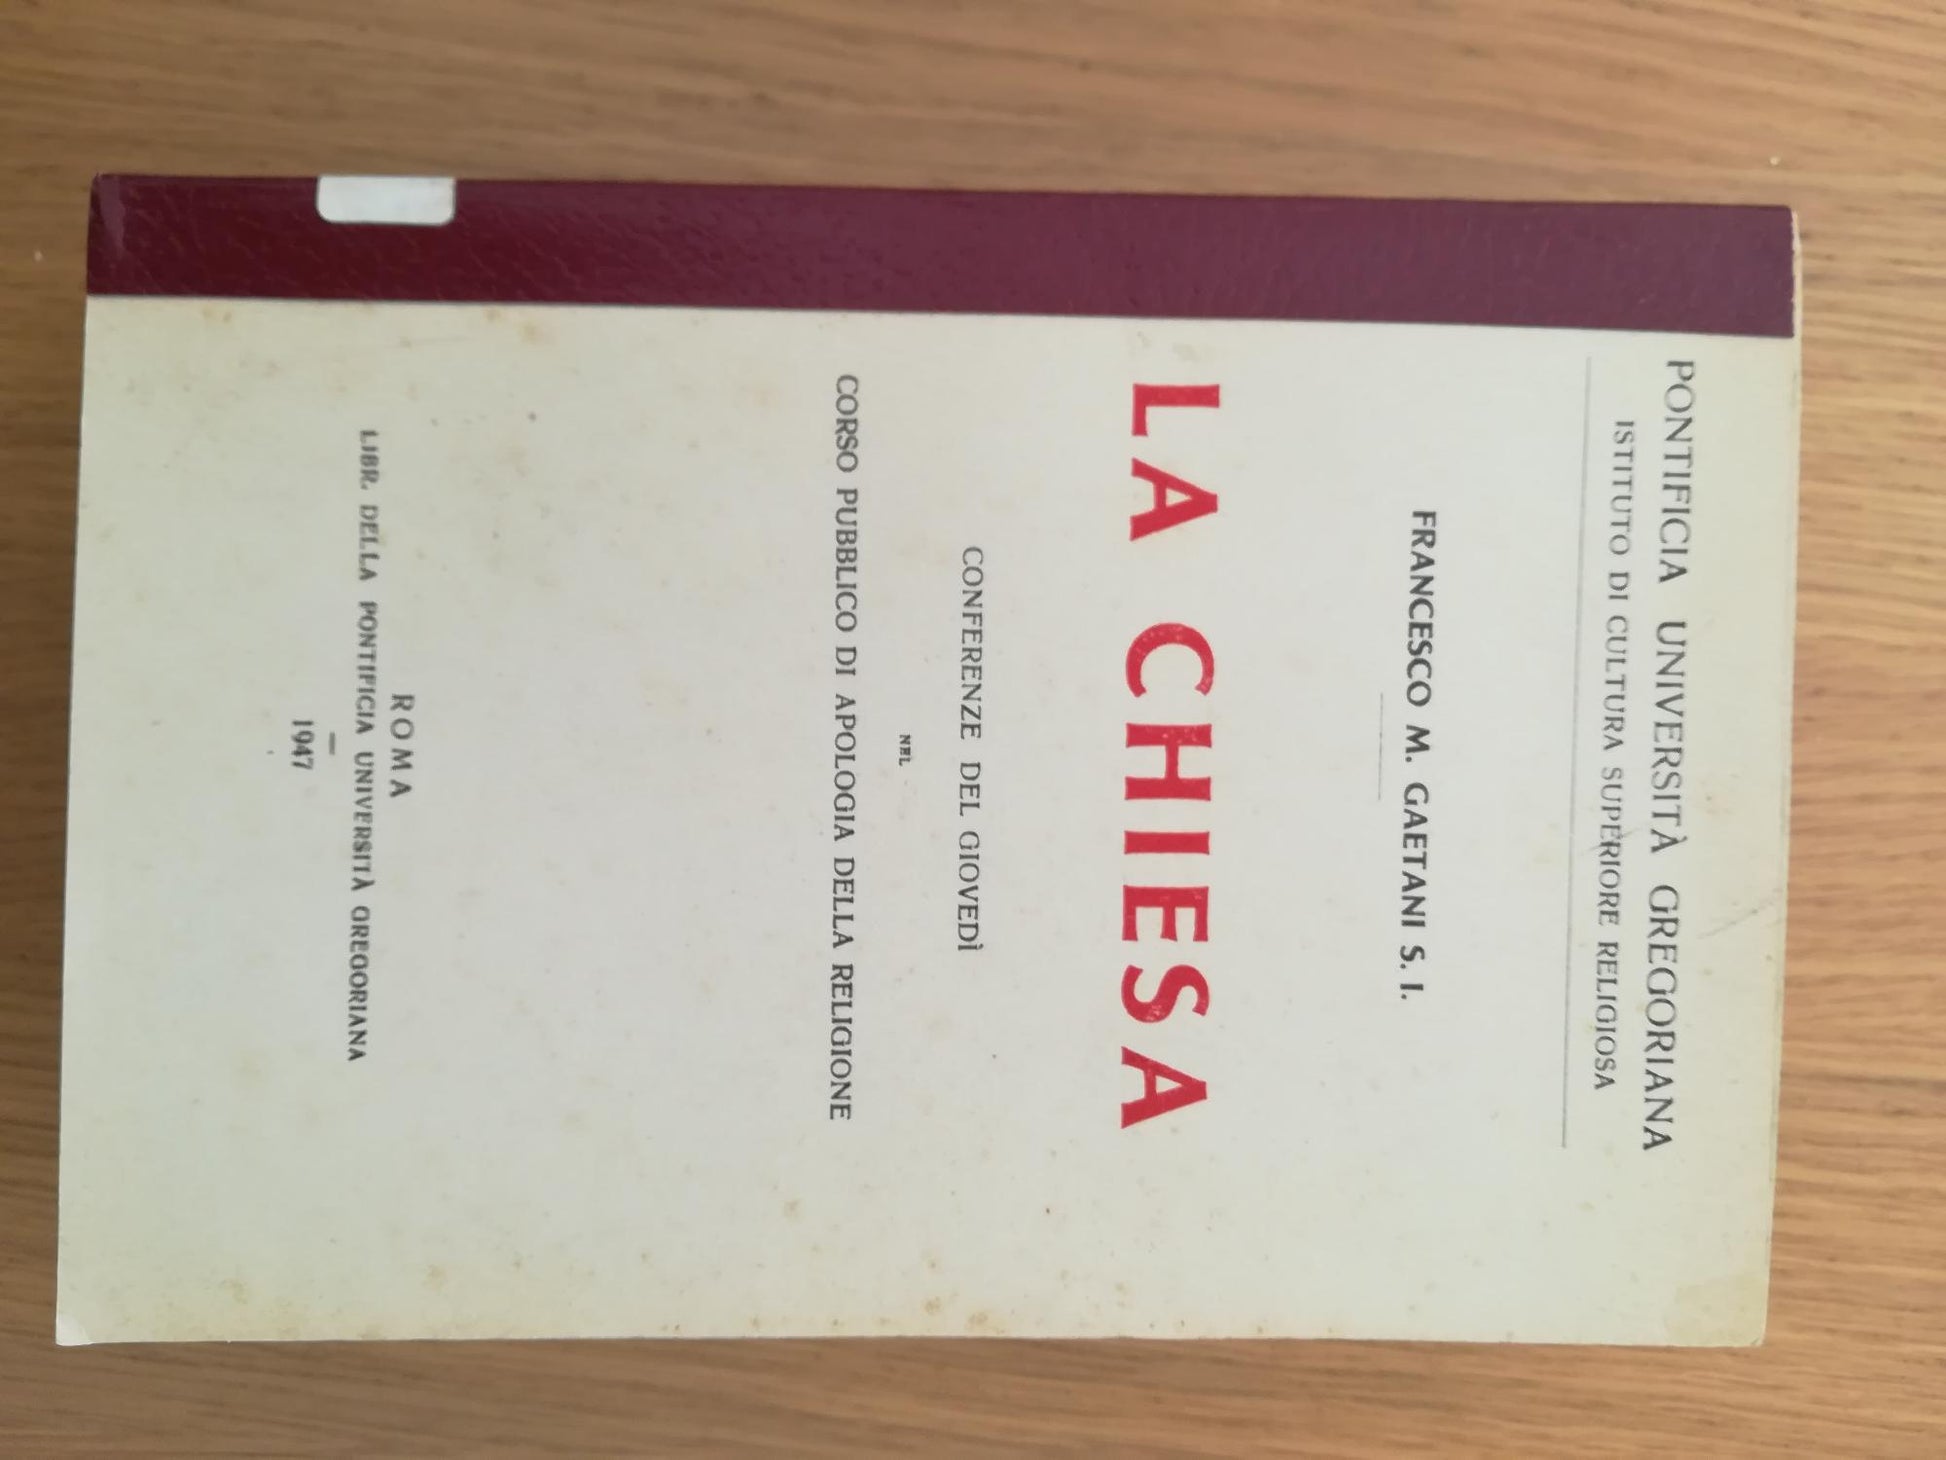 PONTIFICIA UNIVERSITÀ GREGORIANA
ISTITUTO DI CULTURA SUPERIORE RELIGIOSA
FRANCESCO M. GAETANI S. I.
LA CHIESA
CONFERENZE DEL GIOVEDÌ
NEL
CORSO PUBBLICO DI APOLOGIA DELLA RELIGIONE
ROMA
LIBR. DELLA PONTIFICIA UNIVERSITÀ GREGORIANA
1947